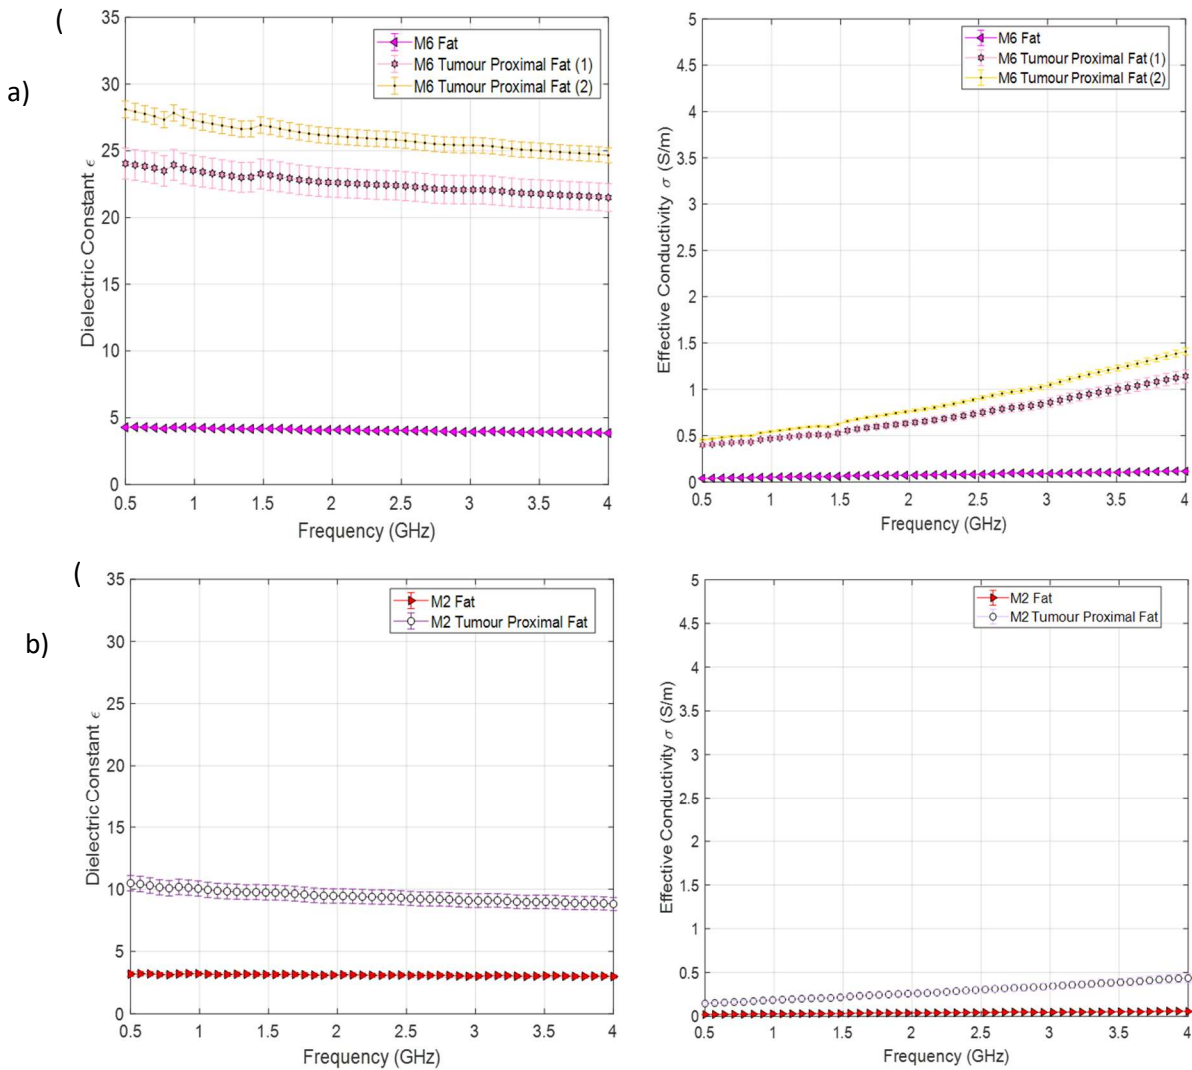 (
a)
35
30
25
20
15
10
5
0
Dielectric Constant ϵ
M6 Fat
M6 Tumour Proximal Fat (1)
M6 Tumour Proximal Fat (2)
0.5 1 1.5 2 2.5 3 3.5 4
Frequency (GHz)
5
4.5
4
3.5
3
2.5
2
1.5
1
0.5
0
Effective Conductivity σ (S/m)
M6 Fat
M6 Tumour Proximal Fat (1)
M6 Tumour Proximal Fat (2)
0.5 1 1.5 2 2.5 3 3.5 4
Frequency (GHz)
(
b)
35
30
25
20
15
10
5
0
Dielectric Constant ϵ
M2 Fat
M2 Tumour Proximal Fat
0.5 1 1.5 2 2.5 3 3.5 4
Frequency (GHz)
5
4.5
4
3.5
3
2.5
2
1.5
1
0.5
0
Effective Conductivity σ (S/m)
M2 Fat
M2 Tumour Proximal Fat
0.5 1 1.5 2 2.5 3 3.5 4
Frequency (GHz)